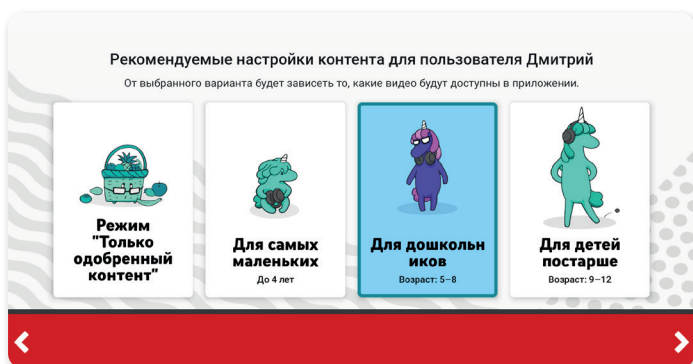 Рекомендуемые настройки контента для пользователя Дмитрий
От выбранного варианта будет зависеть то, какие видео будут доступны в приложении.
Режим
"Только
одобренный
контент"
Для самых
маленьких
До 4 лет
Для дошкольн
иков
Возраст: 5–8
Для детей
постарше
Возраст: 9–12